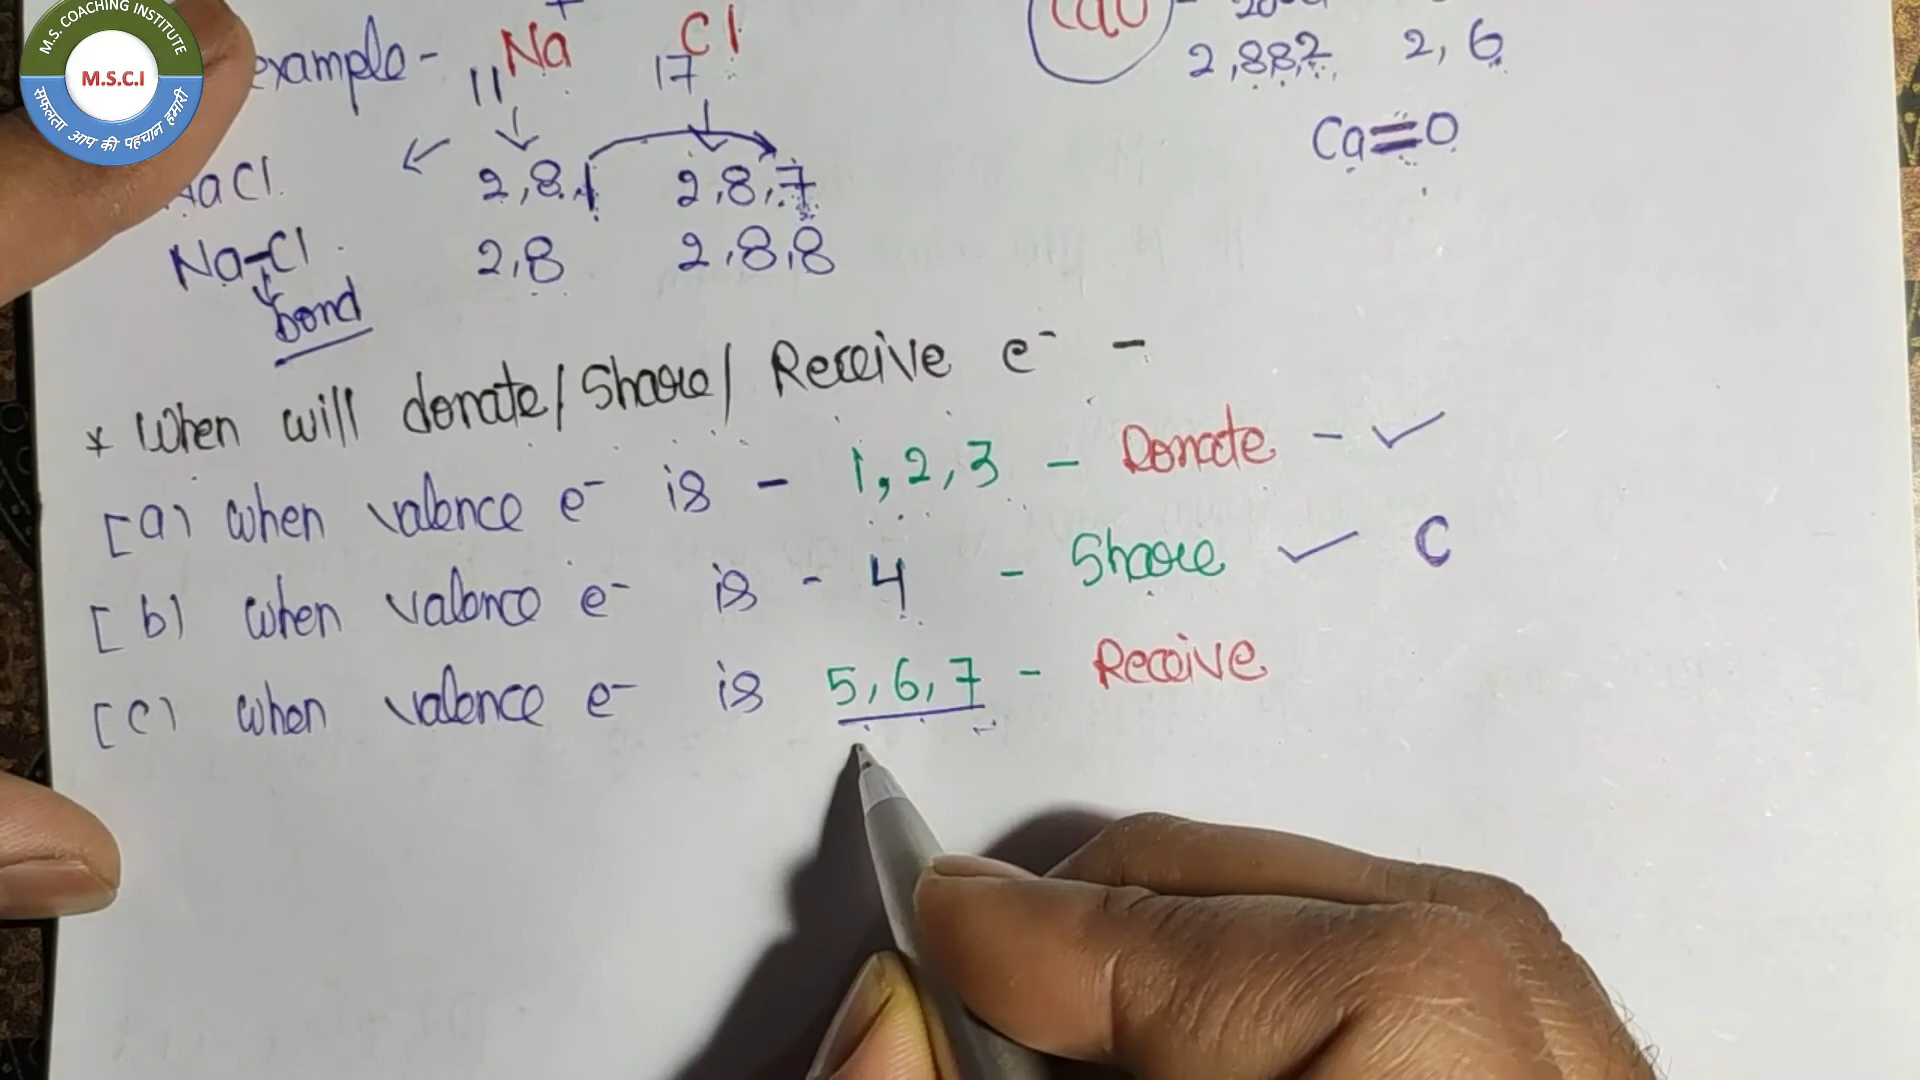 M.S. COACHING INSTITUTE
M.S.C.I
सफलता आप की पहचान हमारी
example - 11Na 17Cl
CaO
2,8,8,2 2,6
Ca=O
NaCl
2,8,1 2,8,7
Na-Cl 2,8 2,8,8
bond
* When will donate/Share/Receive e⁻ -
[a) when valence e⁻ is - 1,2,3 - Donate - ✓
[b) when valence e⁻ is - 4 - Share ✓ C
[c) when valence e⁻ is 5,6,7 - Receive